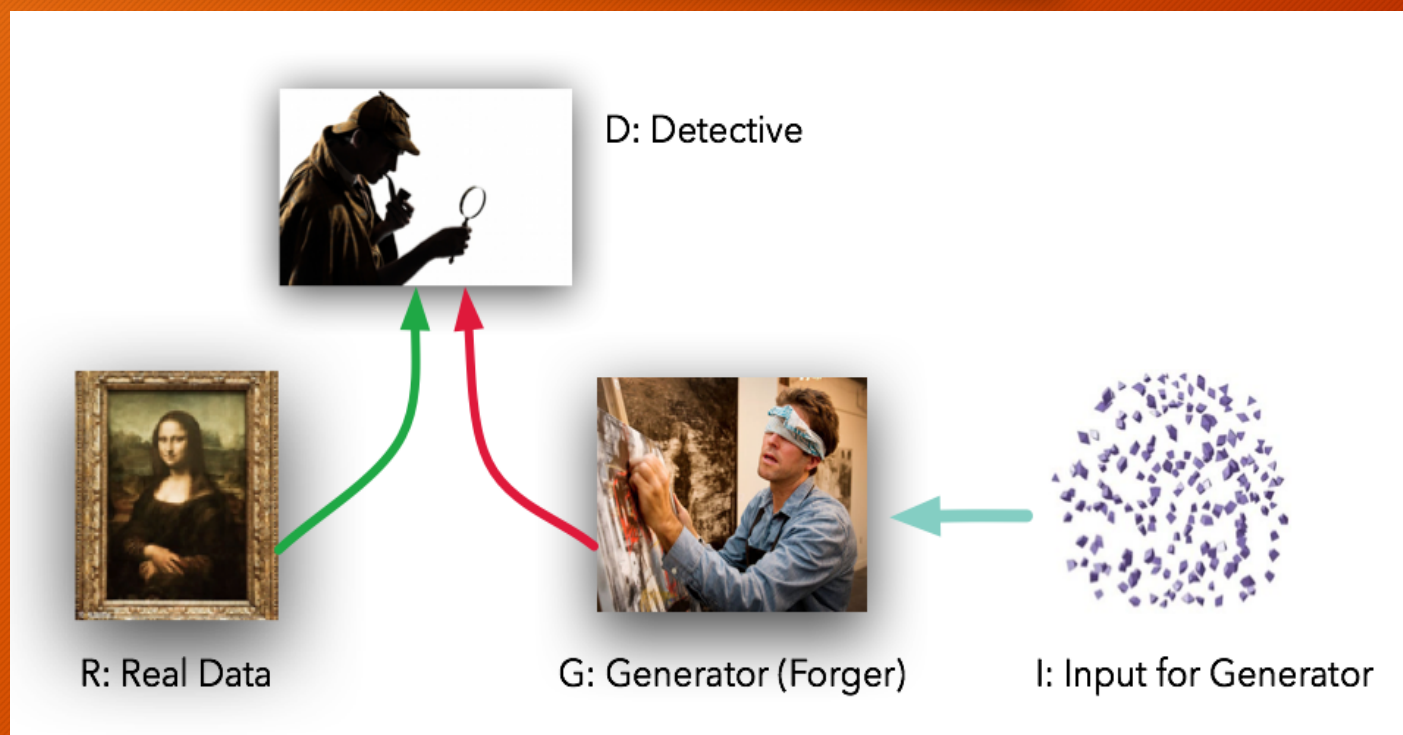 D: Detective
R: Real Data
G: Generator (Forger)
I: Input for Generator